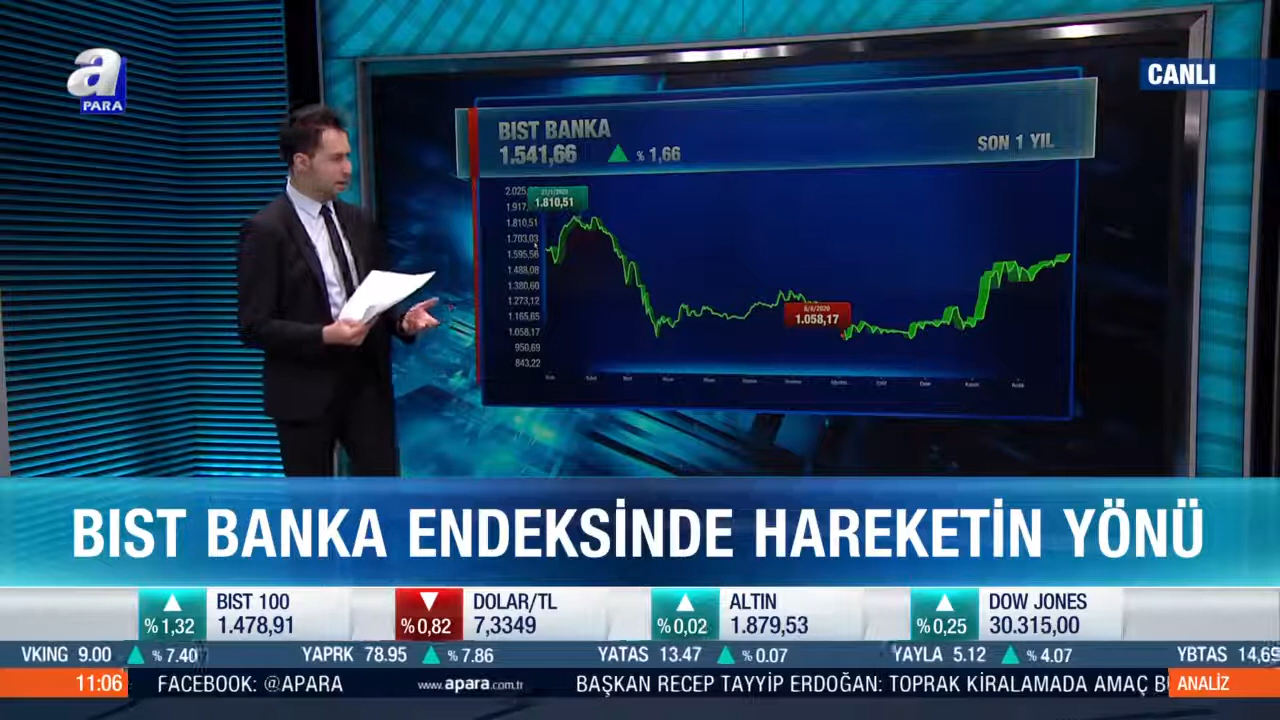 a
PARA
CANLI
BIST BANKA
1.541,66 % 1,66
SON 1 YIL
2.025,
1.917,
1.810,51
1.703,03
1.595,56
1.488,08
1.380,60
1.273,12
1.165,65
1.058,17
950,69
843,22
1.810,51
1.058,17
BIST BANKA ENDEKSİNDE HAREKETİN YÖNÜ
%1,32 BIST 100 1.478,91
%0,82 DOLAR/TL 7,3349
%0,02 ALTIN 1.879,53
%0,25 DOW JONES 30.315,00
VKING 9.00 % 7.40 YAPRK 78.95 % 7.86 YATAS 13.47 % 0.07 YAYLA 5.12 % 4.07 YBTAS 14,69
11:06 FACEBOOK: @APARA www.apara.com.tr BAŞKAN RECEP TAYYİP ERDOĞAN: TOPRAK KİRALAMADA AMAÇ ANALİZ